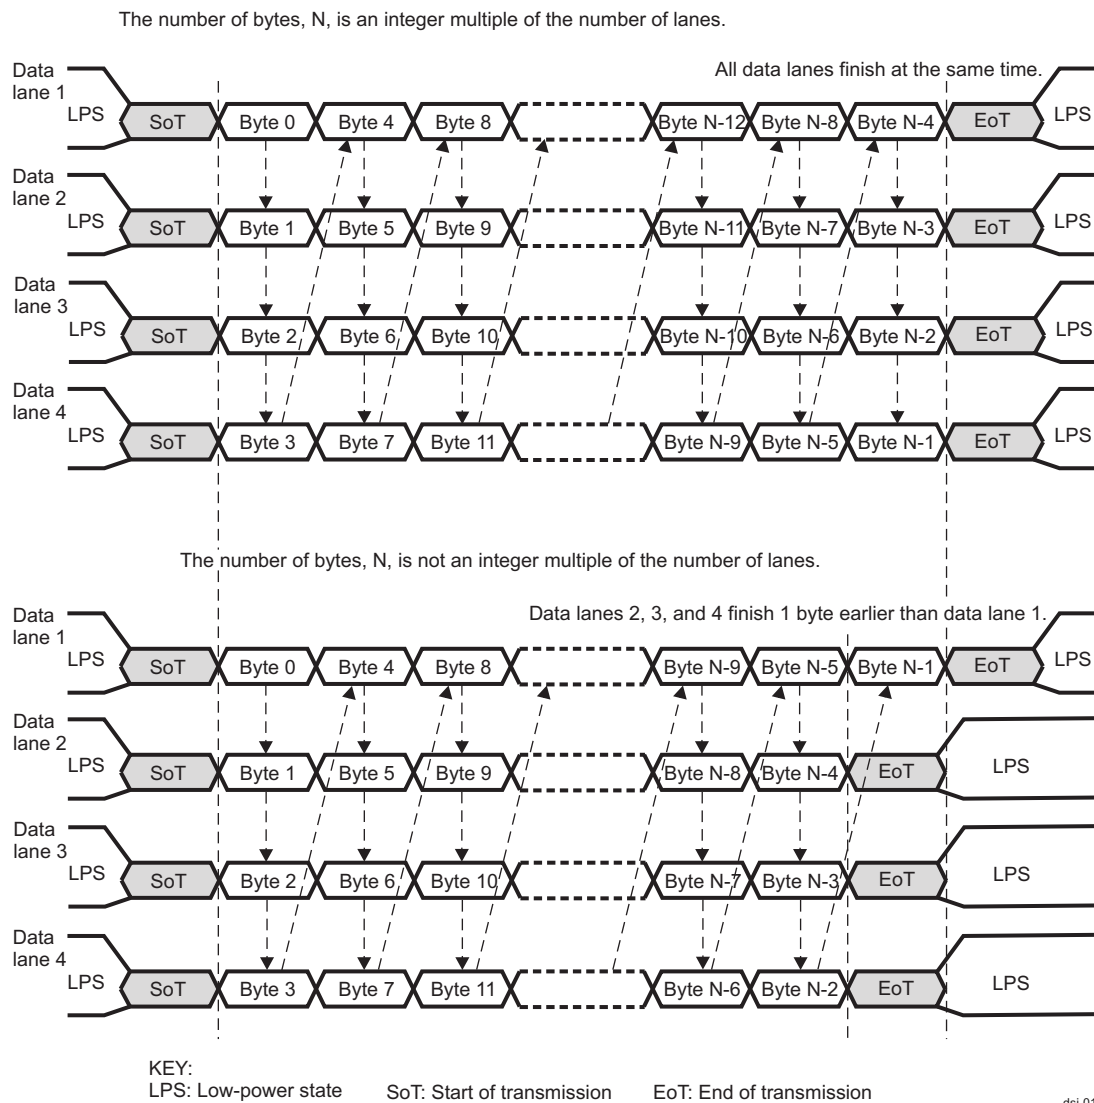 The number of bytes, N, is an integer multiple of the number of lanes.
All data lanes finish at the same time.
Data
lane 1
LPS SoT Byte 0 Byte 4 Byte 8 Byte N-12 Byte N-8 Byte N-4 EoT LPS
Data
lane 2
LPS SoT Byte 1 Byte 5 Byte 9 Byte N-11 Byte N-7 Byte N-3 EoT LPS
Data
lane 3
LPS SoT Byte 2 Byte 6 Byte 10 Byte N-10 Byte N-6 Byte N-2 EoT LPS
Data
lane 4
LPS SoT Byte 3 Byte 7 Byte 11 Byte N-9 Byte N-5 Byte N-1 EoT LPS
The number of bytes, N, is not an integer multiple of the number of lanes.
Data lanes 2, 3, and 4 finish 1 byte earlier than data lane 1.
Data
lane 1
LPS SoT Byte 0 Byte 4 Byte 8 Byte N-9 Byte N-5 Byte N-1 EoT LPS
Data
lane 2
LPS SoT Byte 1 Byte 5 Byte 9 Byte N-8 Byte N-4 EoT LPS
Data
lane 3
LPS SoT Byte 2 Byte 6 Byte 10 Byte N-7 Byte N-3 EoT LPS
Data
lane 4
LPS SoT Byte 3 Byte 7 Byte 11 Byte N-6 Byte N-2 EoT LPS
KEY:
LPS: Low-power state SoT: Start of transmission EoT: End of transmission